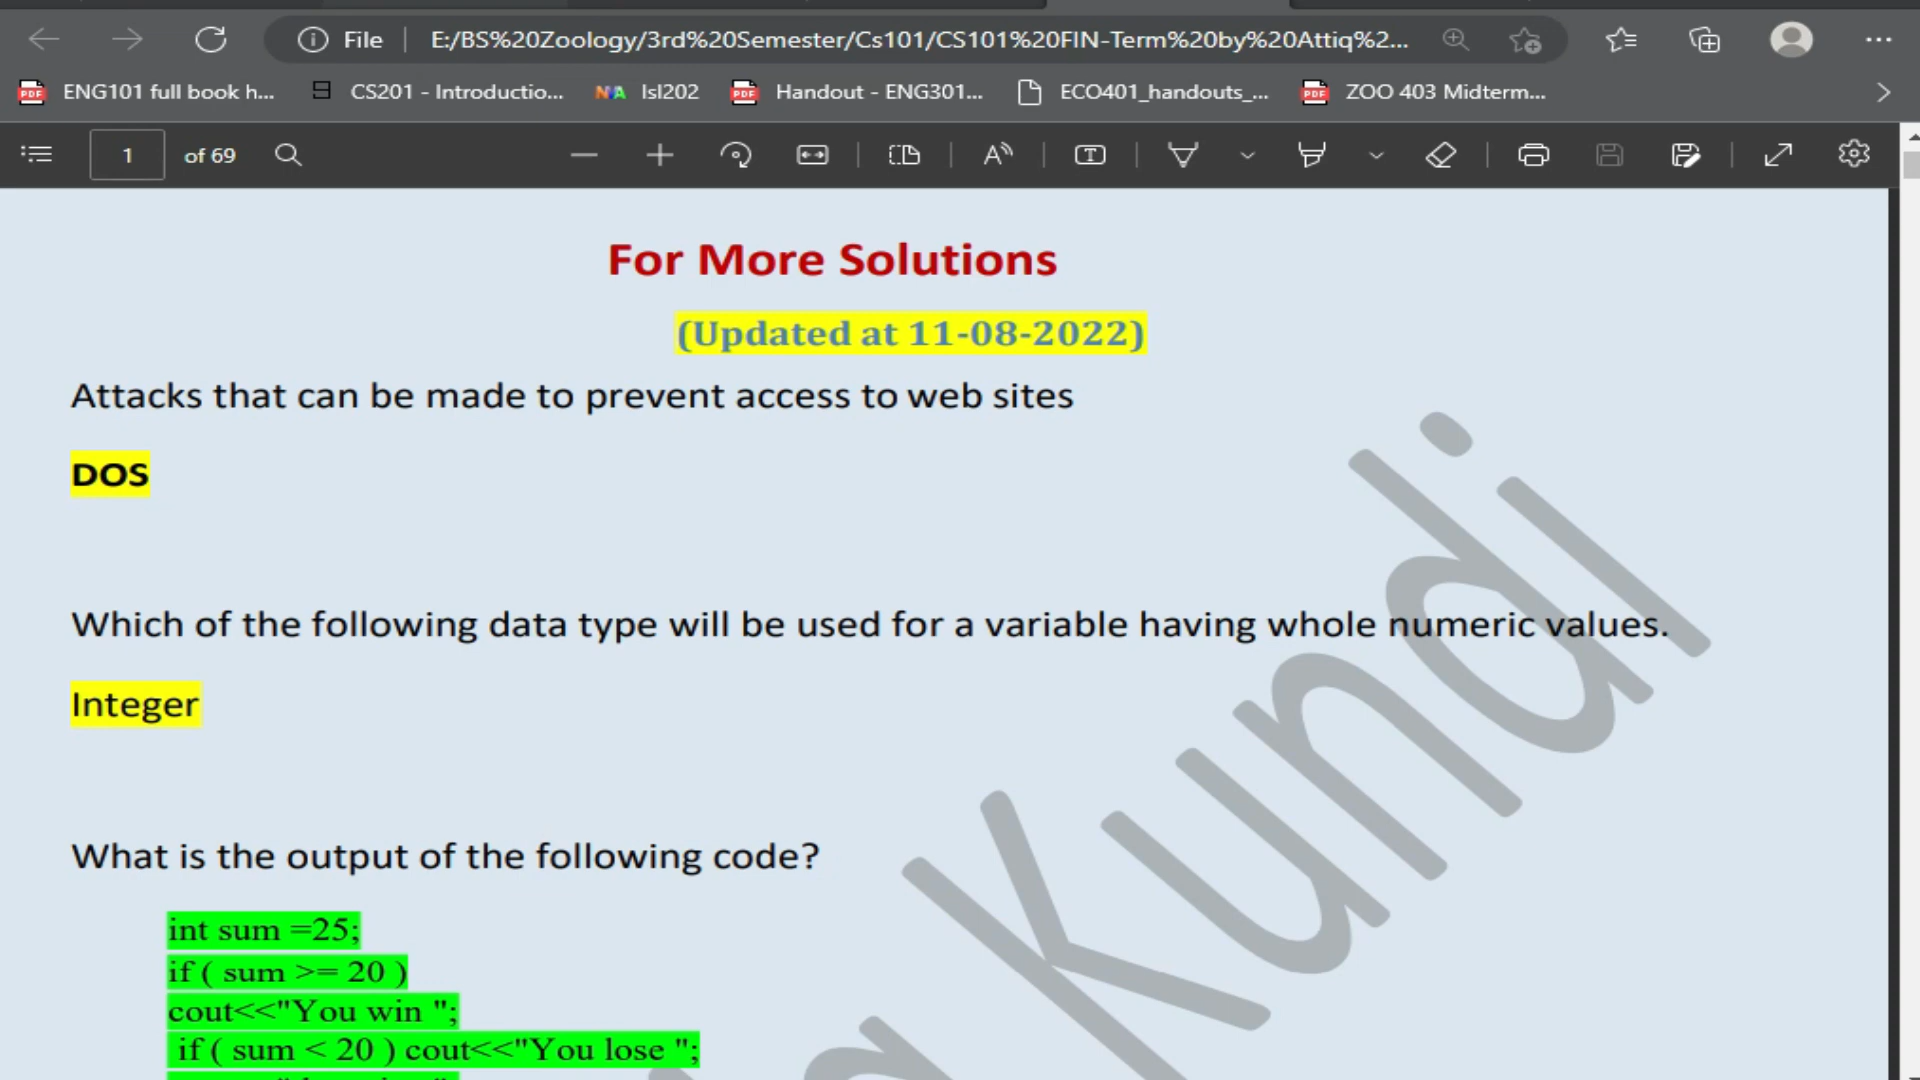 File
E:/BS%20Zoology/3rd%20Semester/Cs101/CS101%20FIN-Term%20by%20Attiq%2...
ENG101 full book h...
CS201 - Introductio...
Isl202
Handout - ENG301...
ECO401_handouts_...
ZOO 403 Midterm...
1 of 69
For More Solutions
(Updated at 11-08-2022)
Attacks that can be made to prevent access to web sites
DOS
Which of the following data type will be used for a variable having whole numeric values.
Integer
What is the output of the following code?
int sum =25;
if ( sum >= 20 )
cout<<"You win ";
if ( sum < 20 ) cout<<"You lose ";
Kundi